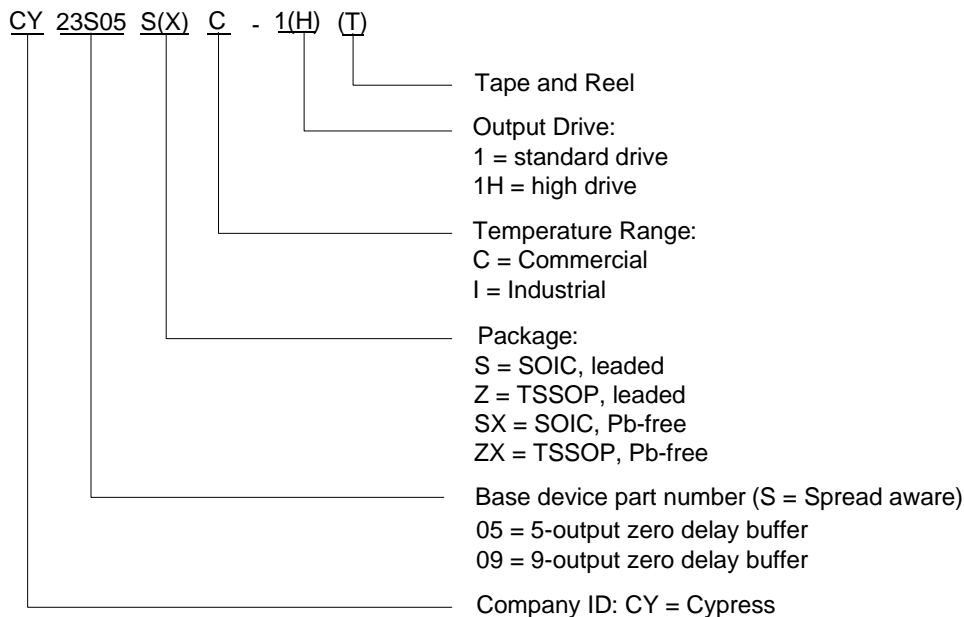 CY 23S05 S(X) C - 1(H) (T)
Tape and Reel
Output Drive:
1 = standard drive
1H = high drive
Temperature Range:
C = Commercial
I = Industrial
Package:
S = SOIC, leaded
Z = TSSOP, leaded
SX = SOIC, Pb-free
ZX = TSSOP, Pb-free
Base device part number (S = Spread aware)
05 = 5-output zero delay buffer
09 = 9-output zero delay buffer
Company ID: CY = Cypress